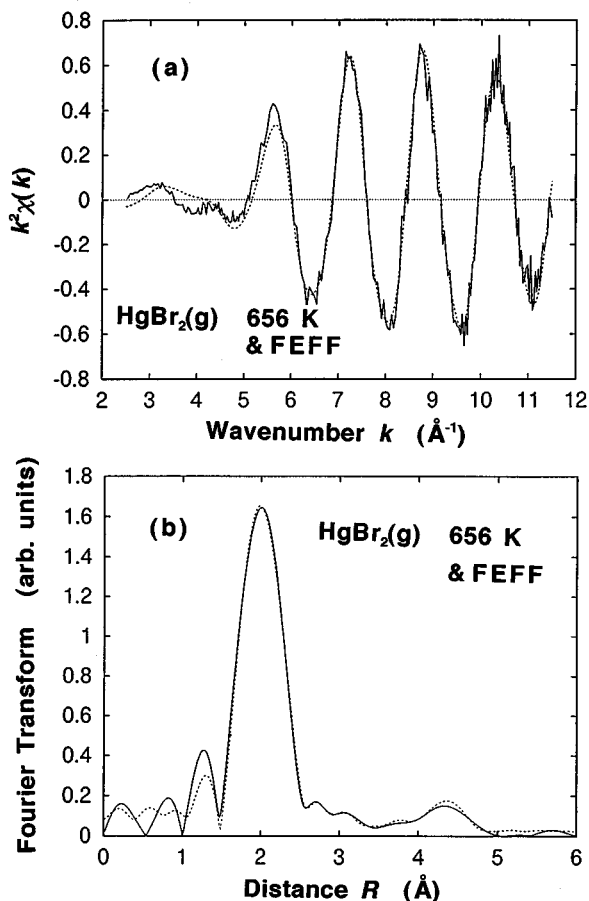 (a)
0.8
0.6
0.4
0.2
0
-0.2
-0.4
-0.6
-0.8
k²χ(k)
HgBr₂(g) 656 K
& FEFF
2 3 4 5 6 7 8 9 10 11 12
Wavenumber k (Å⁻¹)
(b)
HgBr₂(g) 656 K
& FEFF
1.8
1.6
1.4
1.2
1
0.8
0.6
0.4
0.2
0
Fourier Transform (arb. units)
0 1 2 3 4 5 6
Distance R (Å)